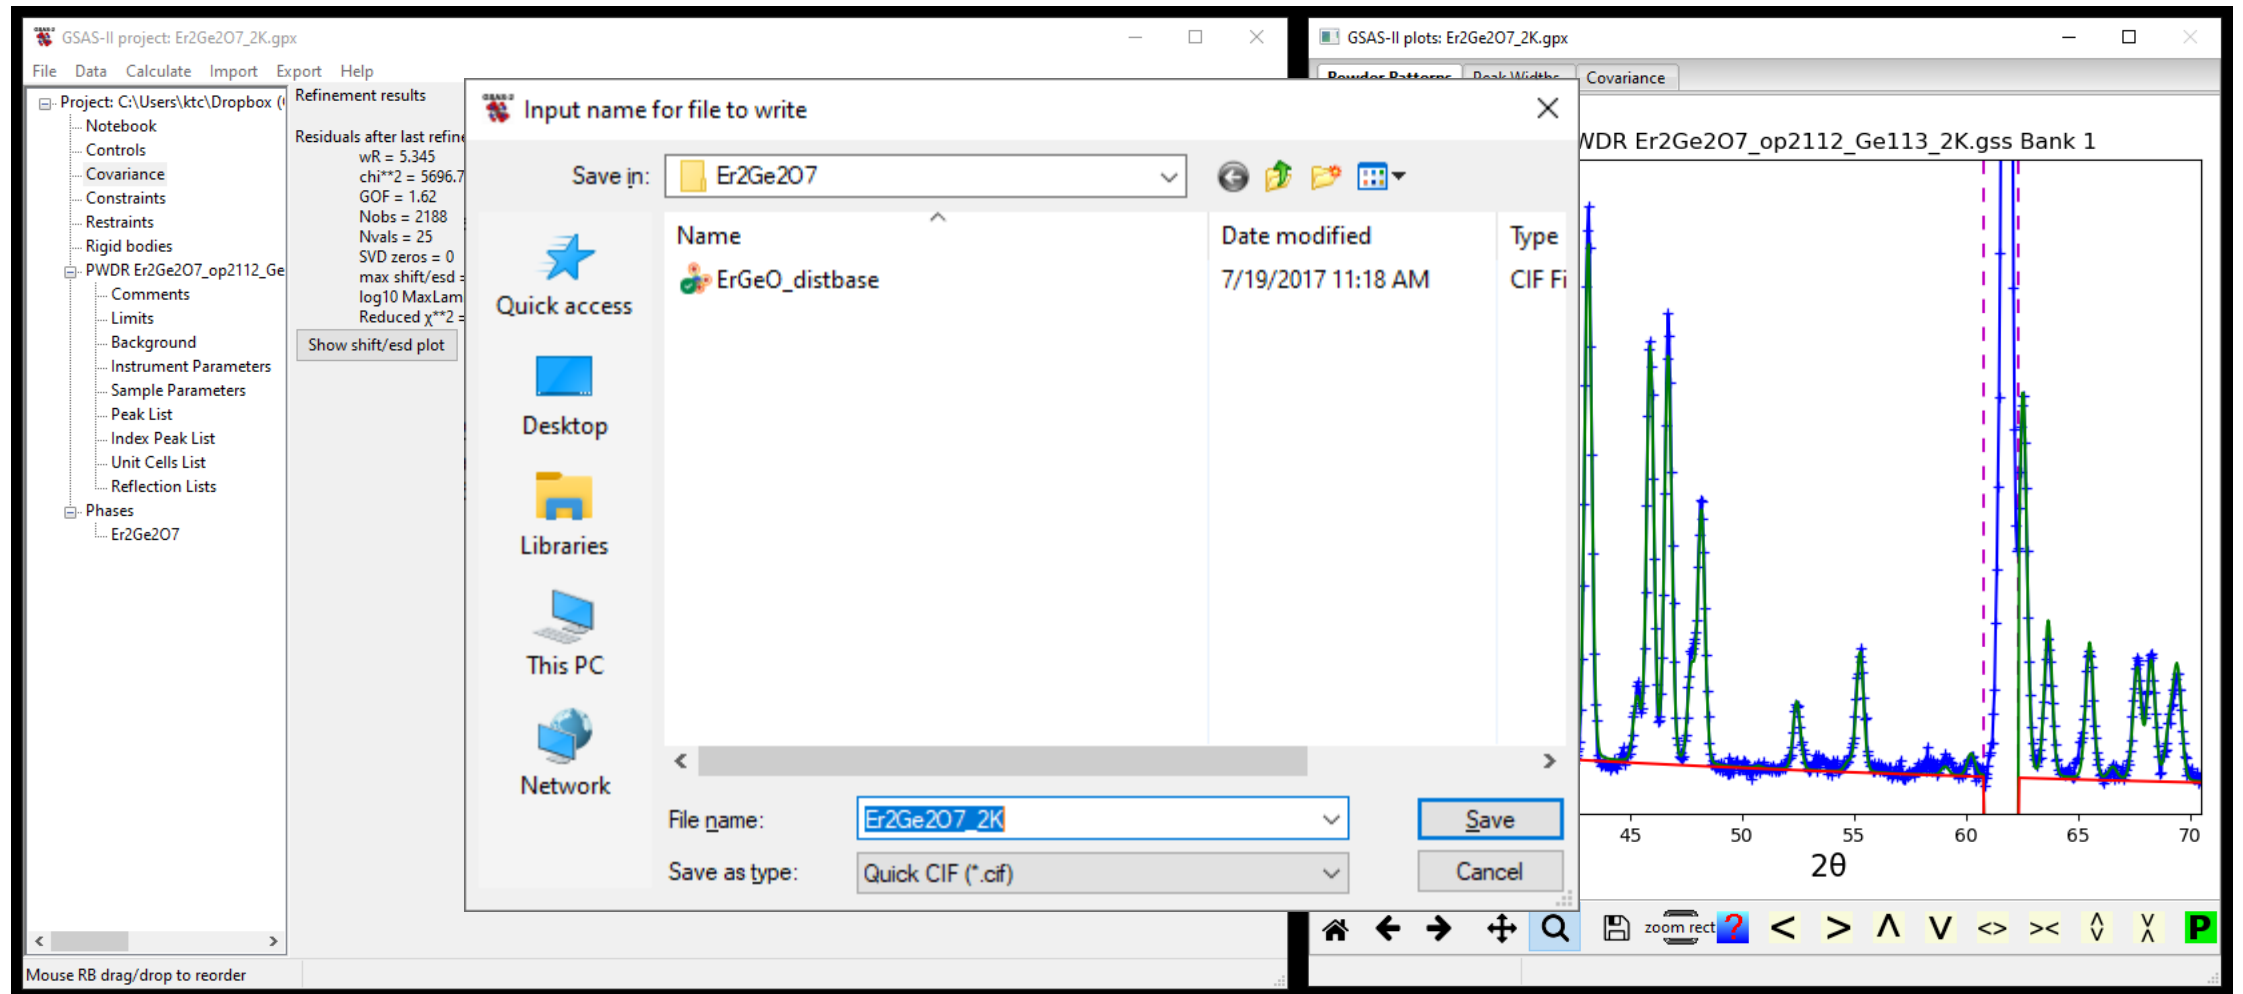 GSAS-II project: Er2Ge2O7_2K.gpx
File Data Calculate Import Export Help
Project: C:\Users\ktc\Dropbox (
Notebook
Controls
Covariance
Constraints
Restraints
Rigid bodies
PWDR Er2Ge2O7_op2112_Ge
Comments
Limits
Background
Instrument Parameters
Sample Parameters
Peak List
Index Peak List
Unit Cells List
Reflection Lists
Phases
Er2Ge2O7
Mouse RB drag/drop to reorder
Refinement results
Residuals after last refine
wR = 5.345
chi**2 = 5696.7
GOF = 1.62
Nobs = 2188
Nvals = 25
SVD zeros = 0
max shift/esd =
log10 MaxLam
Reduced χ**2 =
Show shift/esd plot
Input name for file to write
Save in: Er2Ge2O7
Quick access
Desktop
Libraries
This PC
Network
Name Date modified Type
ErGeO_distbase 7/19/2017 11:18 AM CIF Fi
File name: Er2Ge2O7_2K Save
Save as type: Quick CIF (*.cif) Cancel
GSAS-II plots: Er2Ge2O7_2K.gpx
Powder Patterns Peak Widths Covariance
WDR Er2Ge2O7_op2112_Ge113_2K.gss Bank 1
45 50 55 60 65 70
2θ
zoom rect ? < > Λ V <> >< P